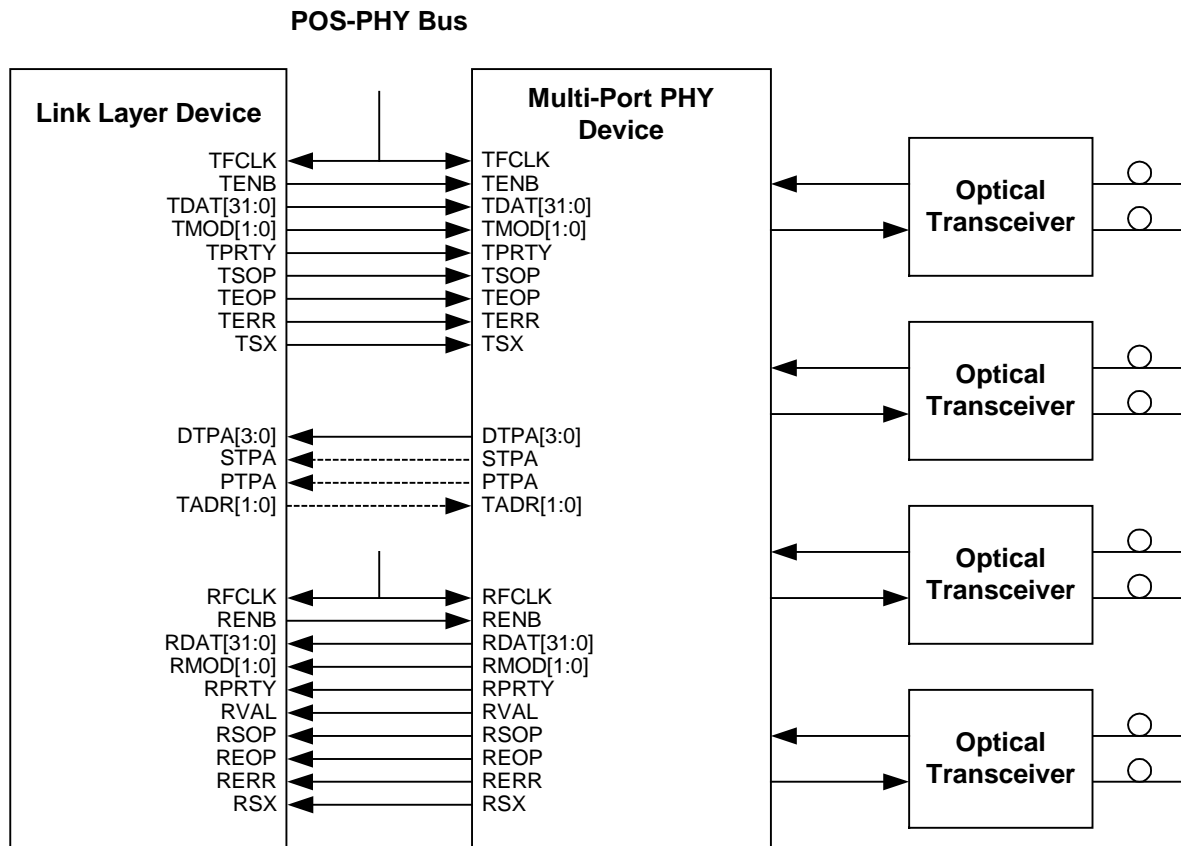 POS-PHY Bus
Link Layer Device
Multi-Port PHY
Device
TFCLK TFCLK
TENB TENB
TDAT[31:0] TDAT[31:0]
TMOD[1:0] TMOD[1:0]
TPRTY TPRTY
TSOP TSOP
TEOP TEOP
TERR TERR
TSX TSX
DTPA[3:0] DTPA[3:0]
STPA STPA
PTPA PTPA
TADR[1:0] TADR[1:0]
RFCLK RFCLK
RENB RENB
RDAT[31:0] RDAT[31:0]
RMOD[1:0] RMOD[1:0]
RPRTY RPRTY
RVAL RVAL
RSOP RSOP
REOP REOP
RERR RERR
RSX RSX
Optical
Transceiver
Optical
Transceiver
Optical
Transceiver
Optical
Transceiver